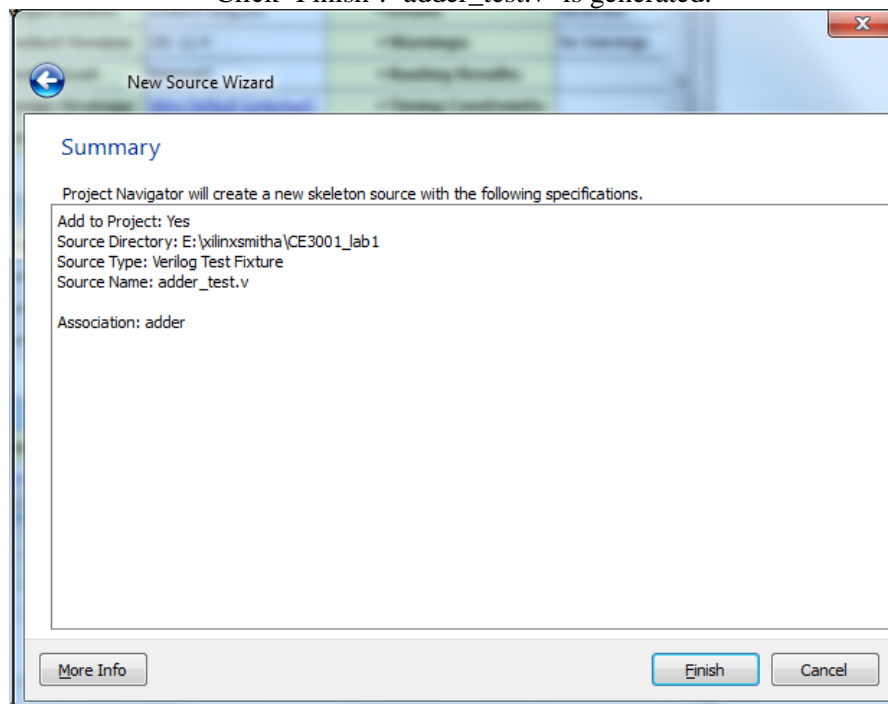 Click "Finish". "adder_test.v" is generated.
New Source Wizard
Summary
Project Navigator will create a new skeleton source with the following specifications.
Add to Project: Yes
Source Directory: E:\xilinxsmitha\CE3001_lab1
Source Type: Verilog Test Fixture
Source Name: adder_test.v
Association: adder
More Info
Finish
Cancel